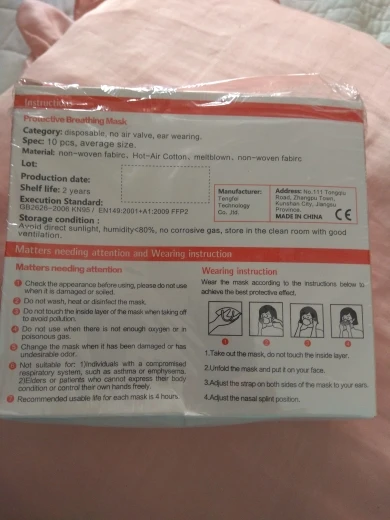 Instructions
Protective Breathing Mask
Category: disposable, no air valve, ear wearing.
Spec: 10 pcs, average size.
Material: non-woven fabirc, Hot-Air Cotton, meltblown, non-woven fabirc
Lot:
Production date:
Shelf life: 2 years
Execution Standard:
GB2626-2006 KN95 / EN149:2001+A1:2009 FFP2
Storage condition :
Avoid direct sunlight, humidity<80%, no corrosive gas, store in the clean room with good
ventilation.
Manufacturer:
Tengfei
Technology
Co., ltd.
Address: No.111 Tongqiu
Road, Zhangpu Town,
Kunshan City, Jiangsu
Province.
MADE IN CHINA CE
Matters needing attention and Wearing instruction
Matters needing attention
1 Check the appearance before using, please do not use
when it is damaged or soiled.
2 Do not wash, heat or disinfect the mask.
3 Do not touch the inside layer of the mask when taking off
to avoid pollution.
4 Do not use when there is not enough oxygen or in
poisonous gas.
5 Change the mask when it has been damaged or has
undesirable odor.
6 Not suitable for: 1)Individuals with a compromised
respiratory system, such as asthma or emphysema.
2)Elders or patients who cannot express their body
condition or control their own hands freely.
7 Recommended usable life for each mask is 4 hours.
Wearing instruction
Wear the mask according to the instructions below to
achieve the best protective effect.
1 2 3 4
1.Take out the mask, do not touch the inside layer.
2.Unfold the mask and put it on your face.
3.Adjust the strap on both sides of the mask to your ears.
4.Adjust the nasal splint position.